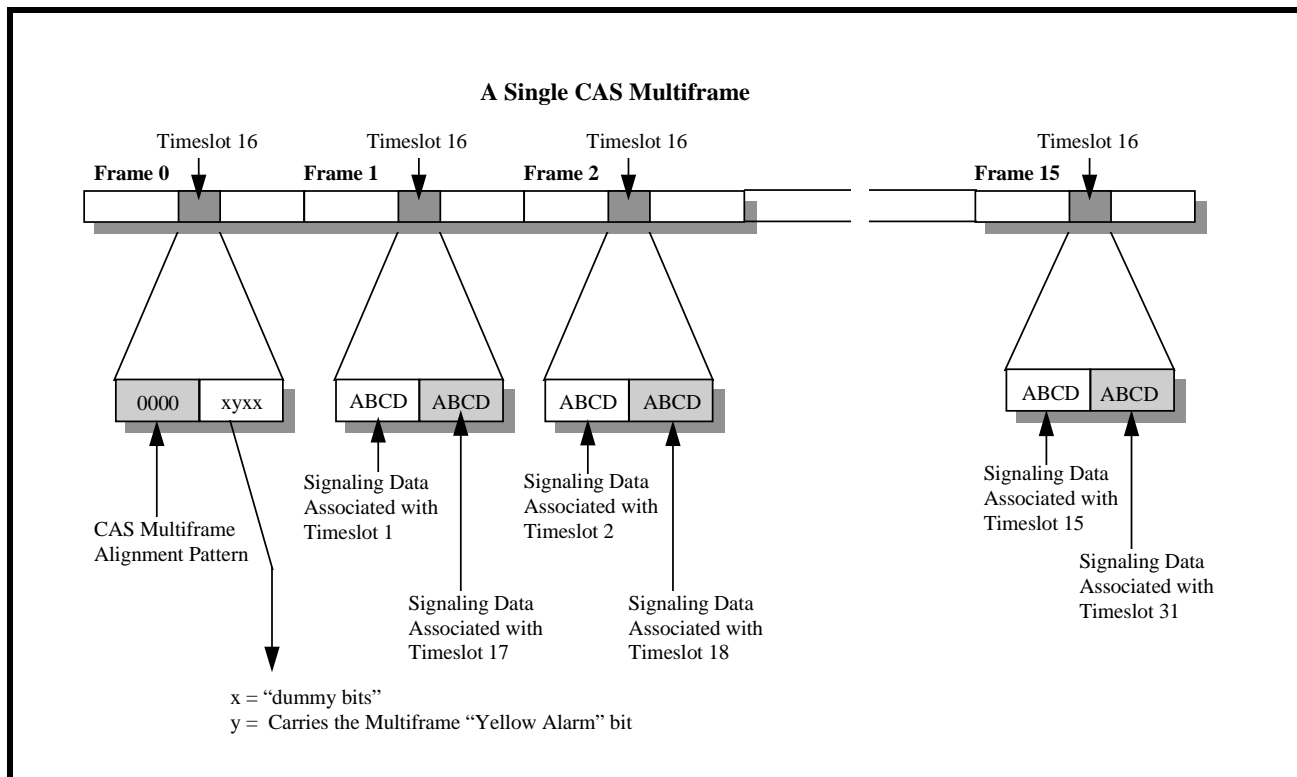 A Single CAS Multiframe
Timeslot 16
Timeslot 16
Timeslot 16
Timeslot 16
Frame 0
Frame 1
Frame 2
Frame 15
0000
xyxx
ABCD
ABCD
ABCD
ABCD
ABCD
ABCD
CAS Multiframe
Alignment Pattern
Signaling Data
Associated with
Timeslot 1
Signaling Data
Associated with
Timeslot 17
Signaling Data
Associated with
Timeslot 2
Signaling Data
Associated with
Timeslot 18
Signaling Data
Associated with
Timeslot 15
Signaling Data
Associated with
Timeslot 31
x = “dummy bits”
y = Carries the Multiframe “Yellow Alarm” bit